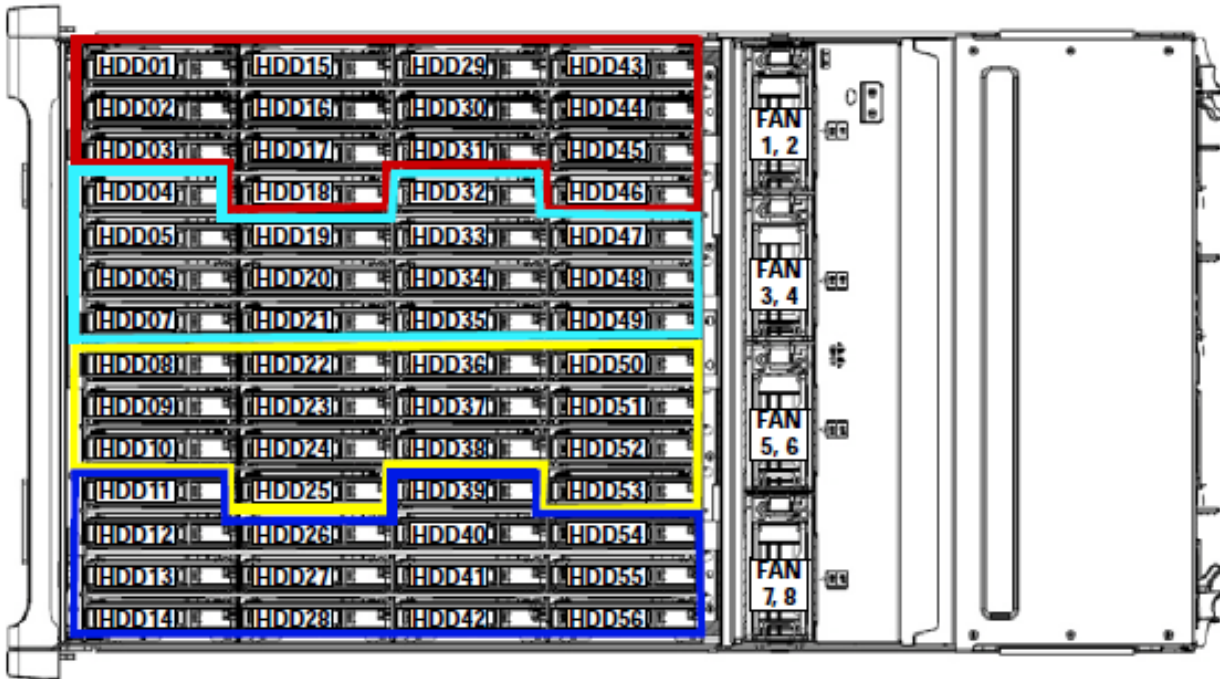 HDD01 HDD15 HDD29 HDD43
HDD02 HDD16 HDD30 HDD44
HDD03 HDD17 HDD31 HDD45
HDD04 HDD18 HDD32 HDD46
HDD05 HDD19 HDD33 HDD47
HDD06 HDD20 HDD34 HDD48
HDD07 HDD21 HDD35 HDD49
HDD08 HDD22 HDD36 HDD50
HDD09 HDD23 HDD37 HDD51
HDD10 HDD24 HDD38 HDD52
HDD11 HDD25 HDD39 HDD53
HDD12 HDD26 HDD40 HDD54
HDD13 HDD27 HDD41 HDD55
HDD14 HDD28 HDD42 HDD56
FAN
1, 2
FAN
3, 4
FAN
5, 6
FAN
7, 8